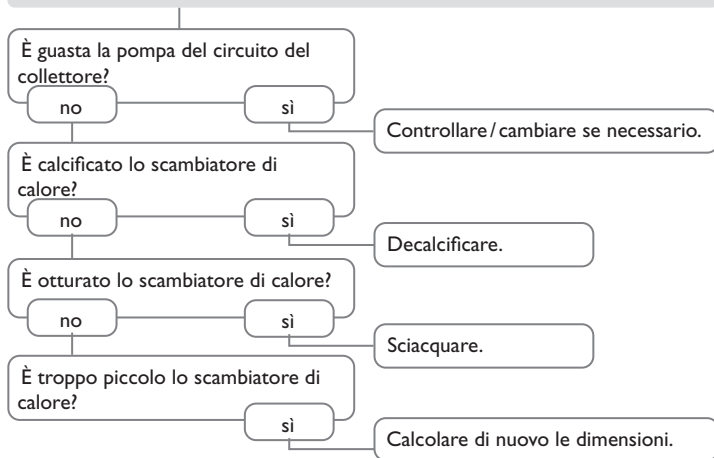 È guasta la pompa del circuito del
collettore?
no
sì
Controllare / cambiare se necessario.
È calcificato lo scambiatore di
calore?
no
sì
Decalcificare.
È otturato lo scambiatore di calore?
no
sì
Sciacquare.
È troppo piccolo lo scambiatore di
calore?
sì
Calcolare di nuovo le dimensioni.